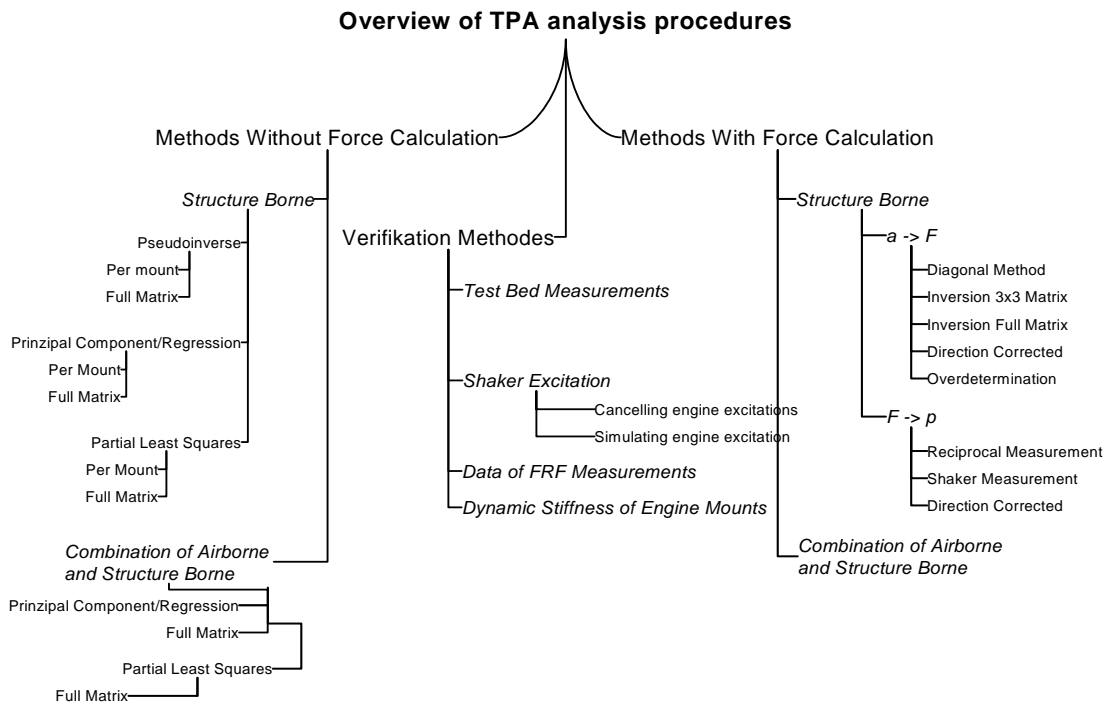 Overview of TPA analysis procedures
Methods Without Force Calculation
Structure Borne
Pseudoinverse
Per mount
Full Matrix
Prinzipal Component/Regression
Per Mount
Full Matrix
Partial Least Squares
Per Mount
Full Matrix
Combination of Airborne
and Structure Borne
Prinzipal Component/Regression
Full Matrix
Partial Least Squares
Full Matrix
Verifikation Methodes
Test Bed Measurements
Shaker Excitation
Cancelling engine excitations
Simulating engine excitation
Data of FRF Measurements
Dynamic Stiffness of Engine Mounts
Methods With Force Calculation
Structure Borne
a -> F
Diagonal Method
Inversion 3x3 Matrix
Inversion Full Matrix
Direction Corrected
Overdetermination
F -> p
Reciprocal Measurement
Shaker Measurement
Direction Corrected
Combination of Airborne
and Structure Borne